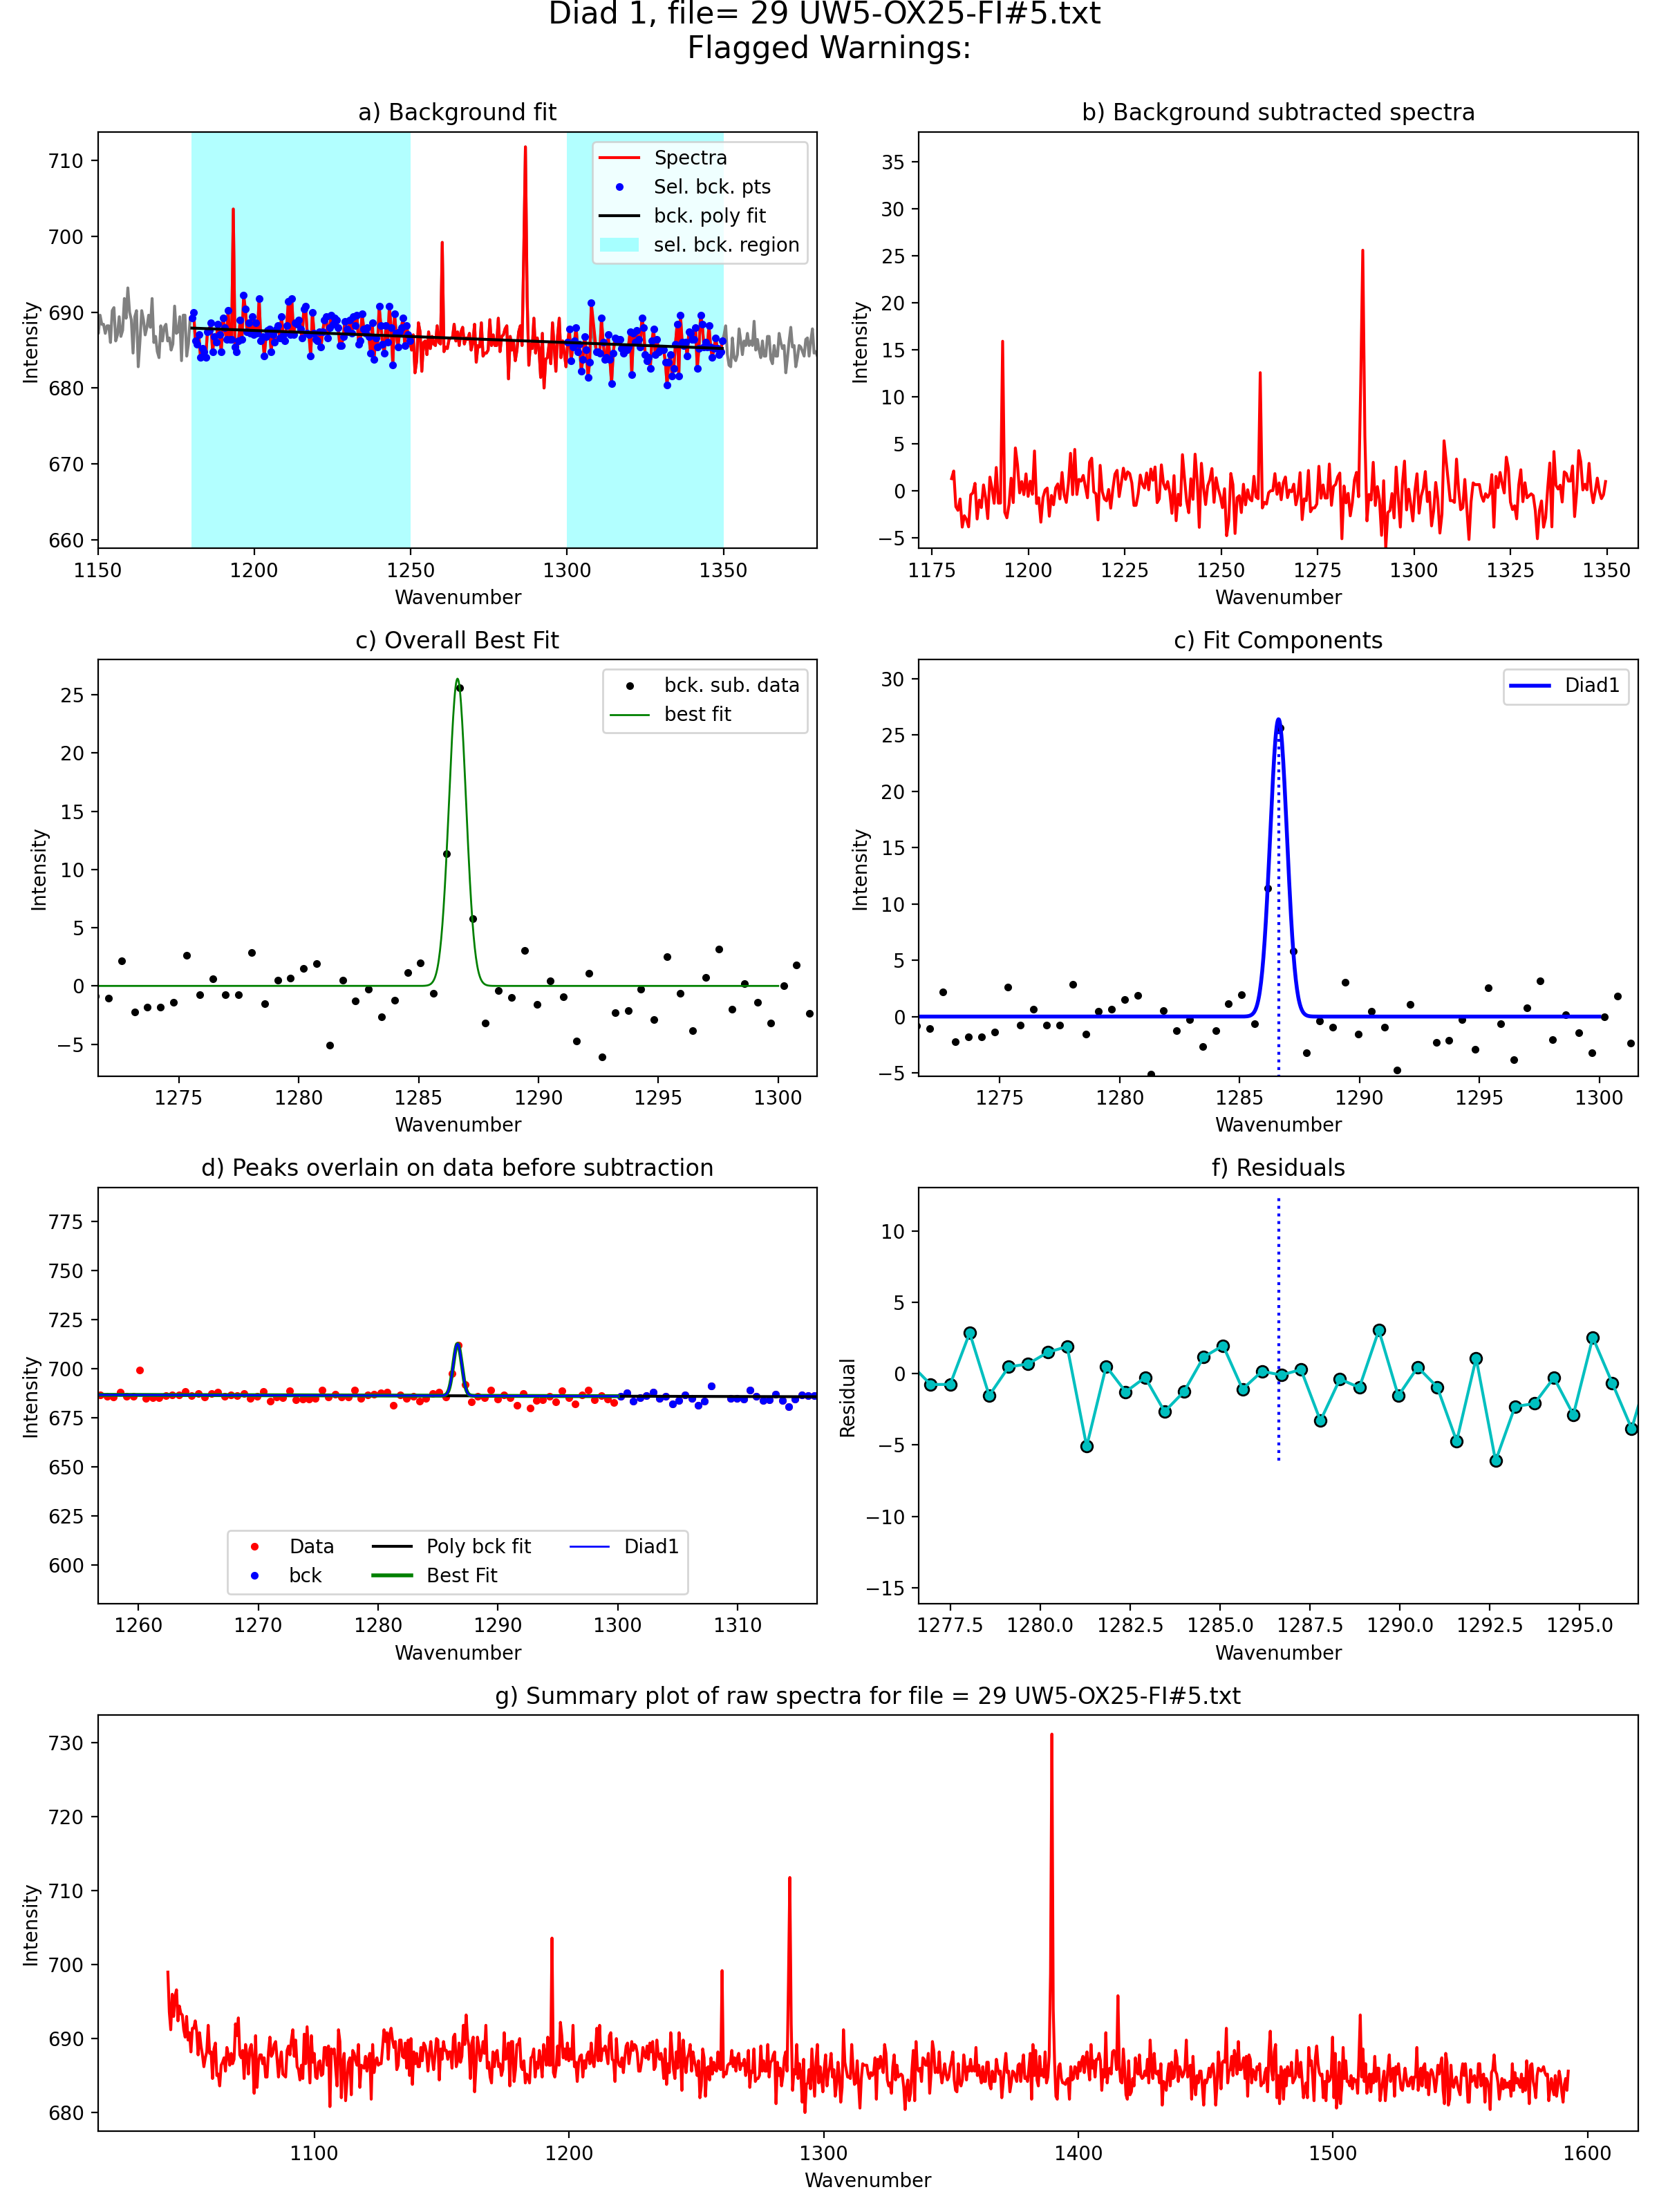 Diad 1, file= 29 UW5-OX25-FI#5.txt
Flagged Warnings:
a) Background fit
Intensity
710
700
690
680
670
660
Spectra
Sel. bck. pts
bck. poly fit
sel. bck. region
1150 1200 1250 1300 1350
Wavenumber
b) Background subtracted spectra
Intensity
35
30
25
20
15
10
5
0
−5
1175 1200 1225 1250 1275 1300 1325 1350
Wavenumber
c) Overall Best Fit
Intensity
25
20
15
10
5
0
−5
bck. sub. data
best fit
1275 1280 1285 1290 1295 1300
Wavenumber
c) Fit Components
Intensity
30
25
20
15
10
5
0
−5
Diad1
1275 1280 1285 1290 1295 1300
Wavenumber
d) Peaks overlain on data before subtraction
Intensity
775
750
725
700
675
650
625
600
Data Poly bck fit Diad1
bck Best Fit
1260 1270 1280 1290 1300 1310
Wavenumber
f) Residuals
Residual
10
5
0
−5
−10
−15
1277.5 1280.0 1282.5 1285.0 1287.5 1290.0 1292.5 1295.0
Wavenumber
g) Summary plot of raw spectra for file = 29 UW5-OX25-FI#5.txt
Intensity
730
720
710
700
690
680
1100 1200 1300 1400 1500 1600
Wavenumber